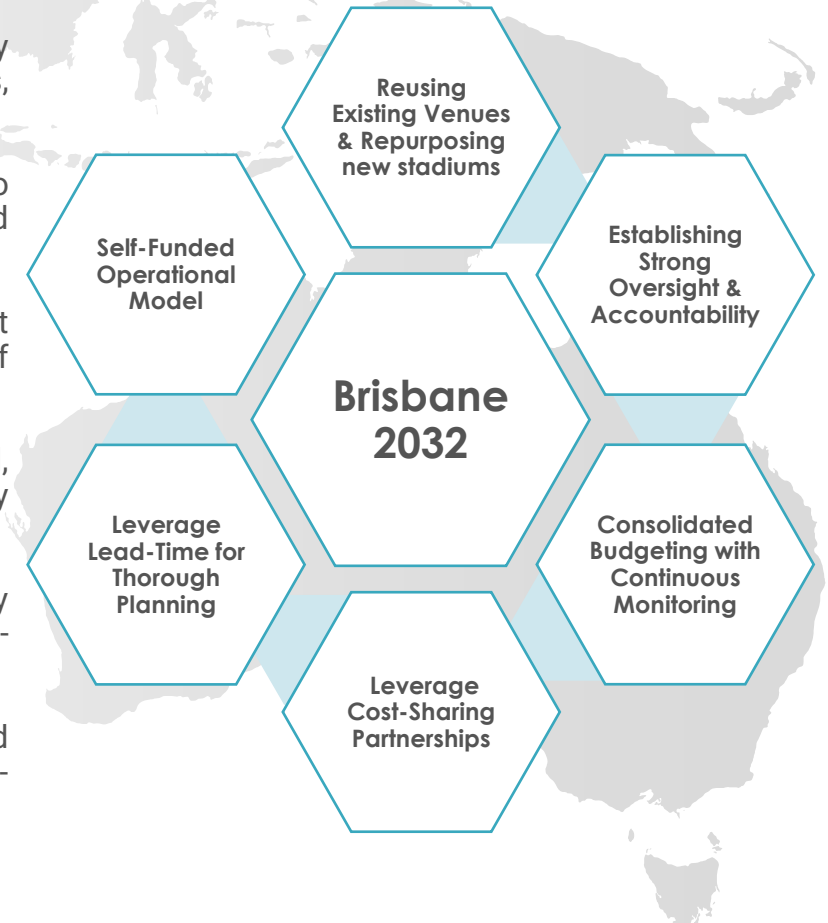 Reusing
Existing Venues
& Repurposing
new stadiums
Self-Funded
Operational
Model
Establishing
Strong
Oversight &
Accountability
Brisbane
2032
Leverage
Lead-Time for
Thorough
Planning
Consolidated
Budgeting with
Continuous
Monitoring
Leverage
Cost-Sharing
Partnerships